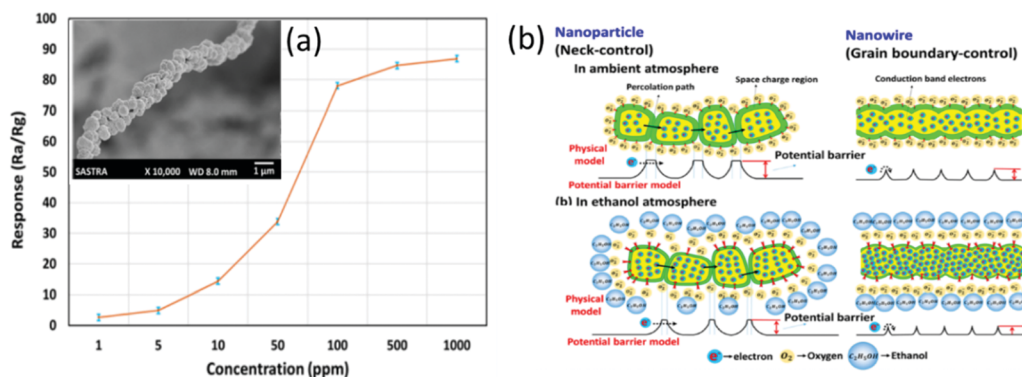 (a)
Response (Ra/Rg)
100
90
80
70
60
50
40
30
20
10
0
SASTRA X 10,000 WD 8.0 mm 1 µm
1 5 10 50 100 500 1000
Concentration (ppm)
(b)
Nanoparticle
(Neck-control)
Nanowire
(Grain boundary-control)
In ambient atmosphere
Percolation path
Space charge region
Conduction band electrons
Physical
model
Potential barrier
e
Potential barrier model
e
(b) In ethanol atmosphere
Physical
model
Potential barrier
e
Potential barrier model
e
e⁻→electron O₂→Oxygen C₂H₅OH→Ethanol